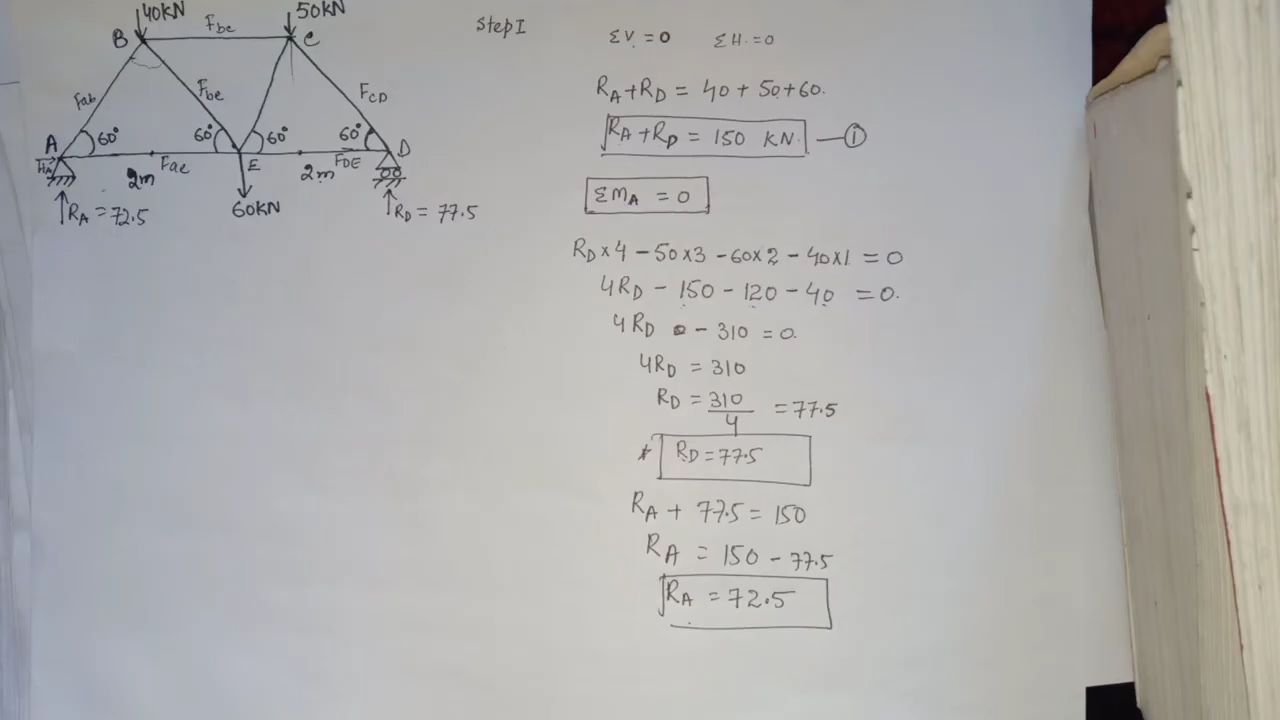 40KN
50KN
Fbc
B
C
Fab
Fbe
FCD
A
60°
60°
60°
60°
D
HA
E
2m
Fae
2m
FDE
60KN
RA = 72.5
RD = 77.5
Step I
ΣV = 0 ΣH = 0
RA + RD = 40 + 50 + 60.
RA + RD = 150 KN. — ①
ΣMA = 0
RD × 4 – 50×3 – 60×2 – 40×1 = 0
4RD – 150 – 120 – 40 = 0.
4RD – 310 = 0.
4RD = 310
RD = 310/4 = 77.5
* RD = 77.5
RA + 77.5 = 150
RA = 150 – 77.5
RA = 72.5